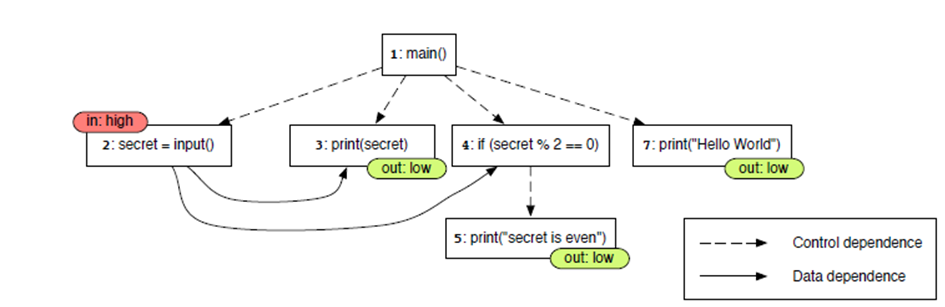 1: main()
in: high
2: secret = input()
3: print(secret)
out: low
4: if (secret % 2 == 0)
7: print("Hello World")
out: low
5: print("secret is even")
out: low
Control dependence
Data dependence